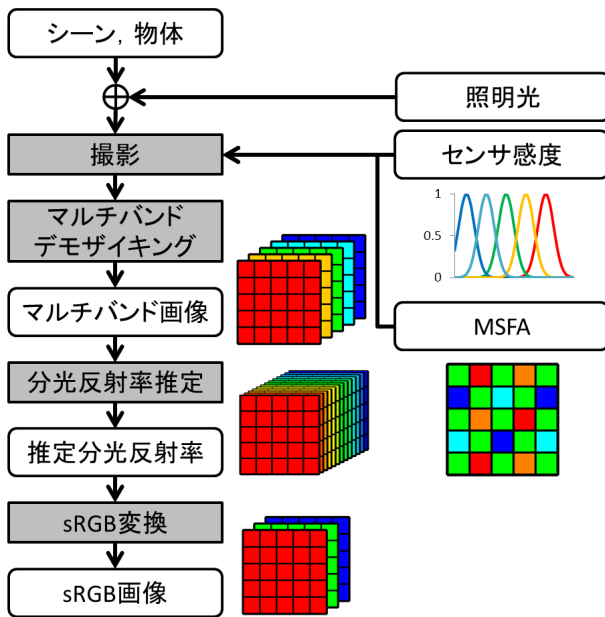 シーン，物体
照明光
撮影
センサ感度
マルチバンド
デモザイキング
1
0.5
0
マルチバンド画像
MSFA
分光反射率推定
推定分光反射率
sRGB変換
sRGB画像